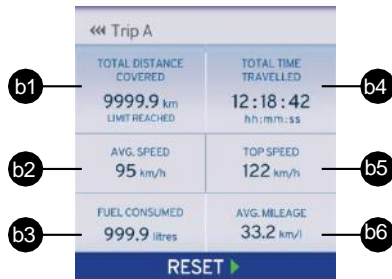 Trip A
b1
TOTAL DISTANCE
COVERED
9999.9 km
LIMIT REACHED
b4
TOTAL TIME
TRAVELLED
12:18:42
hh:mm:ss
b2
AVG. SPEED
95 km/h
b5
TOP SPEED
122 km/h
b3
FUEL CONSUMED
999.9 litres
b6
AVG. MILEAGE
33.2 km/l
RESET